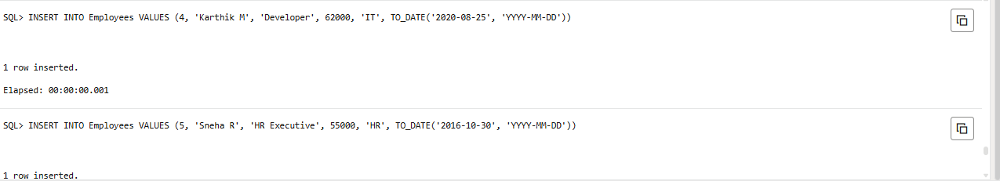 SQL> INSERT INTO Employees VALUES (4, 'Karthik M', 'Developer', 62000, 'IT', TO_DATE('2020-08-25', 'YYYY-MM-DD'))
1 row inserted.
Elapsed: 00:00:00.001
SQL> INSERT INTO Employees VALUES (5, 'Sneha R', 'HR Executive', 55000, 'HR', TO_DATE('2016-10-30', 'YYYY-MM-DD'))
1 row inserted.